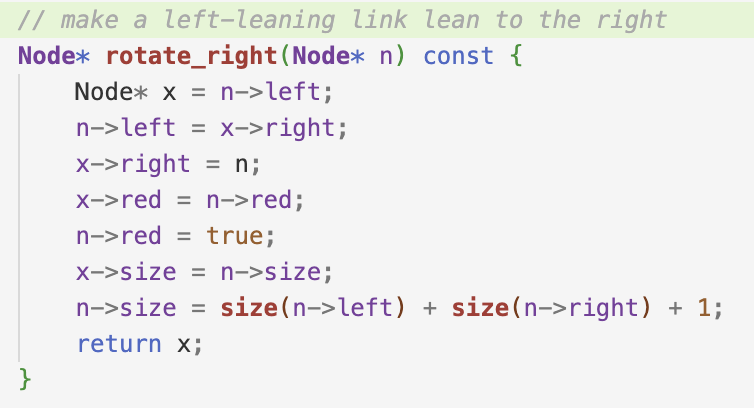 // make a left-leaning link lean to the right
Node* rotate_right(Node* n) const {
    Node* x = n->left;
    n->left = x->right;
    x->right = n;
    x->red = n->red;
    n->red = true;
    x->size = n->size;
    n->size = size(n->left) + size(n->right) + 1;
    return x;
}